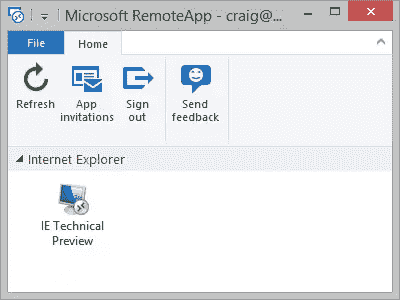 Microsoft RemoteApp - craig@...
File Home
Refresh App invitations Sign out Send feedback
Internet Explorer
IE Technical
Preview